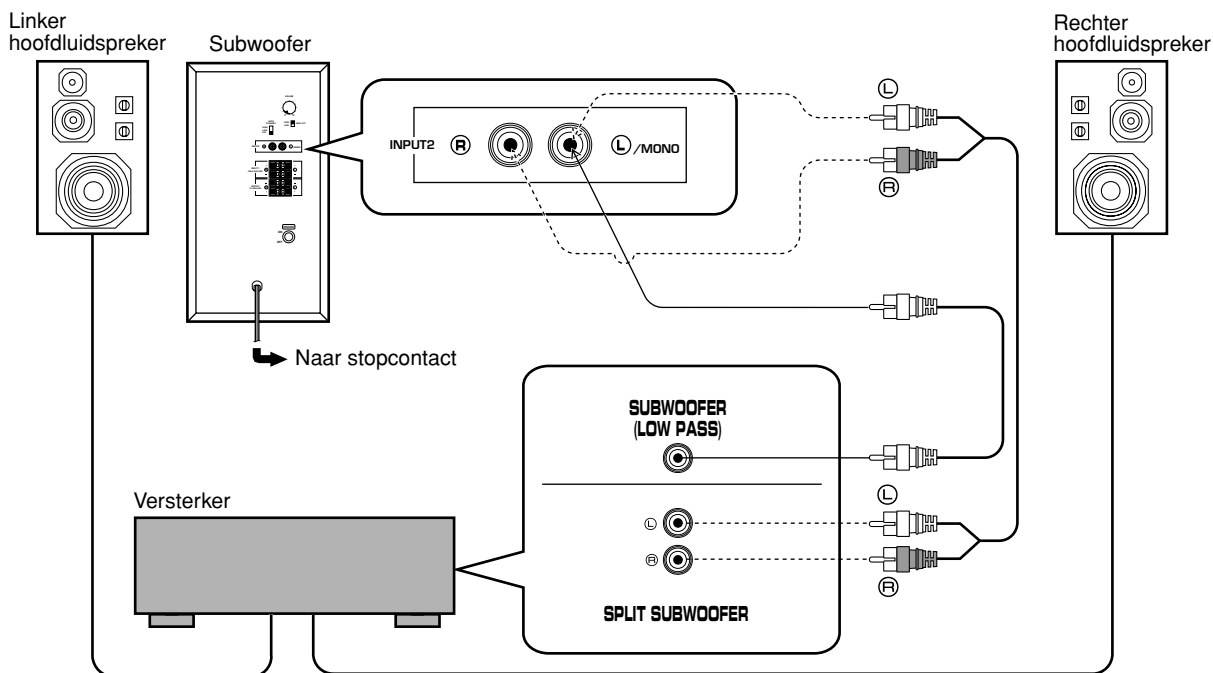 Linker
hoofdluidspreker
Subwoofer
Rechter
hoofdluidspreker
INPUT2 R L /MONO
L
R
Naar stopcontact
SUBWOOFER
(LOW PASS)
Versterker
L
R
SPLIT SUBWOOFER
L
R